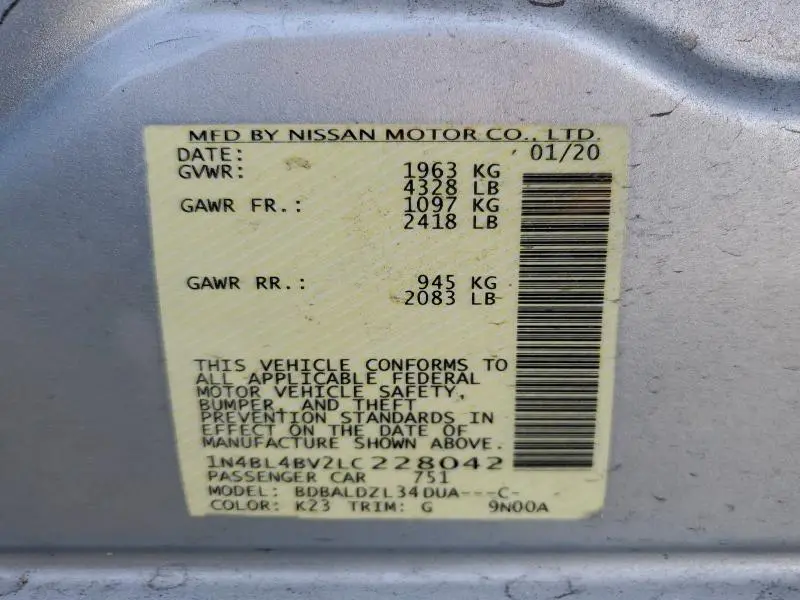 MFD BY NISSAN MOTOR CO., LTD.
DATE: 01/20
GVWR: 1963 KG
4328 LB
GAWR FR.: 1097 KG
2418 LB
GAWR RR.: 945 KG
2083 LB
THIS VEHICLE CONFORMS TO
ALL APPLICABLE FEDERAL
MOTOR VEHICLE SAFETY,
BUMPER, AND THEFT
PREVENTION STANDARDS IN
EFFECT ON THE DATE OF
MANUFACTURE SHOWN ABOVE.
1N4BL4BV2LC228042
PASSENGER CAR 751
MODEL: BDBALDZL34DUA---C-
COLOR: K23 TRIM: G 9N00A